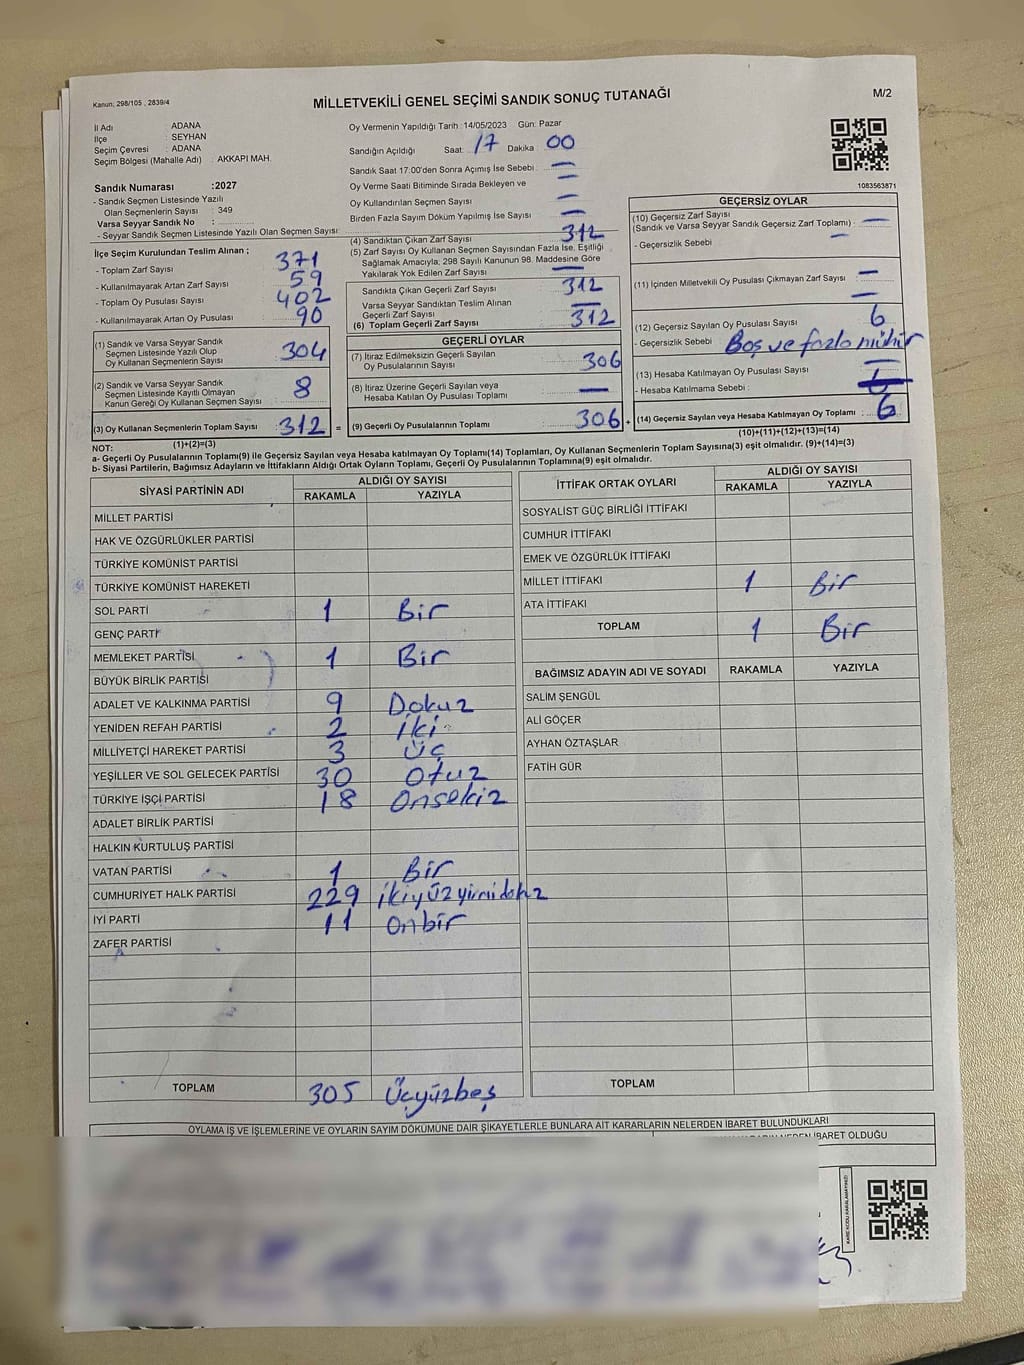 Kanun; 298/105 , 2839/4
MİLLETVEKİLİ GENEL SEÇİMİ SANDIK SONUÇ TUTANAĞI
M/2
İl Adı ADANA
İlçe : SEYHAN
Seçim Çevresi : ADANA
Seçim Bölgesi (Mahalle Adı) : AKKAPI MAH.
Sandık Numarası :2027
- Sandık Seçmen Listesinde Yazılı
Olan Seçmenlerin Sayısı : 349
Varsa Seyyar Sandık No :
- Seyyar Sandık Seçmen Listesinde Yazılı Olan Seçmen Sayısı:
Oy Vermenin Yapıldığı Tarih : 14/05/2023 Gün: Pazar
Sandığın Açıldığı Saat: 17 Dakika 00
Sandık Saat 17:00'den Sonra Açımış İse Sebebi : —
Oy Verme Saati Bitiminde Sırada Bekleyen ve —
Oy Kullandırılan Seçmen Sayısı —
Birden Fazla Sayım Döküm Yapılmış İse Sayısı —
1083563871
İlçe Seçim Kurulundan Teslim Alınan ;
- Toplam Zarf Sayısı : 371
- Kullanılmayarak Artan Zarf Sayısı : 59
- Toplam Oy Pusulası Sayısı : 402
- Kullanılmayarak Artan Oy Pusulası : 90
(1) Sandık ve Varsa Seyyar Sandık
Seçmen Listesinde Yazılı Olup
Oy Kullanan Seçmenlerin Sayısı : 304
(2) Sandık ve Varsa Seyyar Sandık
Seçmen Listesinde Kayıtlı Olmayan
Kanun Gereği Oy Kullanan Seçmen Sayısı : 8
(3) Oy Kullanan Seçmenlerin Toplam Sayısı : 312 =
(4) Sandıktan Çıkan Zarf Sayısı : 312
(5) Zarf Sayısı Oy Kullanan Seçmen Sayısından Fazla İse, Eşitliği
Sağlamak Amacıyla; 298 Sayılı Kanunun 98. Maddesine Göre
Yakılarak Yok Edilen Zarf Sayısı : —
Sandıkta Çıkan Geçerli Zarf Sayısı : 312
Varsa Seyyar Sandıktan Teslim Alınan
Geçerli Zarf Sayısı : —
(6) Toplam Geçerli Zarf Sayısı : 312
GEÇERLİ OYLAR
(7) İtiraz Edilmeksizin Geçerli Sayılan
Oy Pusulalarının Sayısı : 306
(8) İtiraz Üzerine Geçerli Sayılan veya
Hesaba Katılan Oy Pusulası Toplamı : —
(9) Geçerli Oy Pusulalarının Toplamı : 306 +
GEÇERSİZ OYLAR
(10) Geçersiz Zarf Sayısı
(Sandık ve Varsa Seyyar Sandık Geçersiz Zarf Toplamı) : —
- Geçersizlik Sebebi : —
(11) İçinden Milletvekili Oy Pusulası Çıkmayan Zarf Sayısı : —
—
(12) Geçersiz Sayılan Oy Pusulası Sayısı : 6
- Geçersizlik Sebebi : Boş ve fazla mühür
(13) Hesaba Katılmayan Oy Pusulası Sayısı : —
- Hesaba Katılmama Sebebi :
(14) Geçersiz Sayılan veya Hesaba Katılmayan Oy Toplamı : 6
NOT: (1)+(2)=(3) (10)+(11)+(12)+(13)=(14)
a- Geçerli Oy Pusulalarının Toplamı(9) ile Geçersiz Sayılan veya Hesaba katılmayan Oy Toplamı(14) Toplamları, Oy Kullanan Seçmenlerin Toplam Sayısına(3) eşit olmalıdır. (9)+(14)=(3)
b- Siyasi Partilerin, Bağımsız Adayların ve İttifakların Aldığı Ortak Oyların Toplamı, Geçerli Oy Pusulalarının Toplamına(9) eşit olmalıdır.
SİYASİ PARTİNİN ADI ALDIĞI OY SAYISI
RAKAMLA YAZIYLA
MİLLET PARTİSİ
HAK VE ÖZGÜRLÜKLER PARTİSİ
TÜRKİYE KOMÜNİST PARTİSİ
TÜRKİYE KOMÜNİST HAREKETİ
SOL PARTİ 1 Bir
GENÇ PARTİ
MEMLEKET PARTİSİ 1 Bir
BÜYÜK BİRLİK PARTİSİ
ADALET VE KALKINMA PARTİSİ 9 Dokuz
YENİDEN REFAH PARTİSİ 2 İki
MİLLİYETÇİ HAREKET PARTİSİ 3 Üç
YEŞİLLER VE SOL GELECEK PARTİSİ 30 Otuz
TÜRKİYE İŞÇİ PARTİSİ 18 Onsekiz
ADALET BİRLİK PARTİSİ
HALKIN KURTULUŞ PARTİSİ
VATAN PARTİSİ 1 Bir
CUMHURİYET HALK PARTİSİ 229 ikiyüzyirmidokuz
İYİ PARTİ 11 Onbir
ZAFER PARTİSİ
TOPLAM 305 Üçyüzbeş
İTTİFAK ORTAK OYLARI ALDIĞI OY SAYISI
RAKAMLA YAZIYLA
SOSYALİST GÜÇ BİRLİĞİ İTTİFAKI
CUMHUR İTTİFAKI
EMEK VE ÖZGÜRLÜK İTTİFAKI
MİLLET İTTİFAKI 1 Bir
ATA İTTİFAKI
TOPLAM 1 Bir
BAĞIMSIZ ADAYIN ADI VE SOYADI RAKAMLA YAZIYLA
SALİM ŞENGÜL
ALİ GÖÇER
AYHAN ÖZTAŞLAR
FATİH GÜR
TOPLAM
OYLAMA İŞ VE İŞLEMLERİNE VE OYLARIN SAYIM DÖKÜMÜNE DAİR ŞİKAYETLERLE BUNLARA AİT KARARLARIN NELERDEN İBARET BULUNDUKLARI
İBARET OLDUĞU